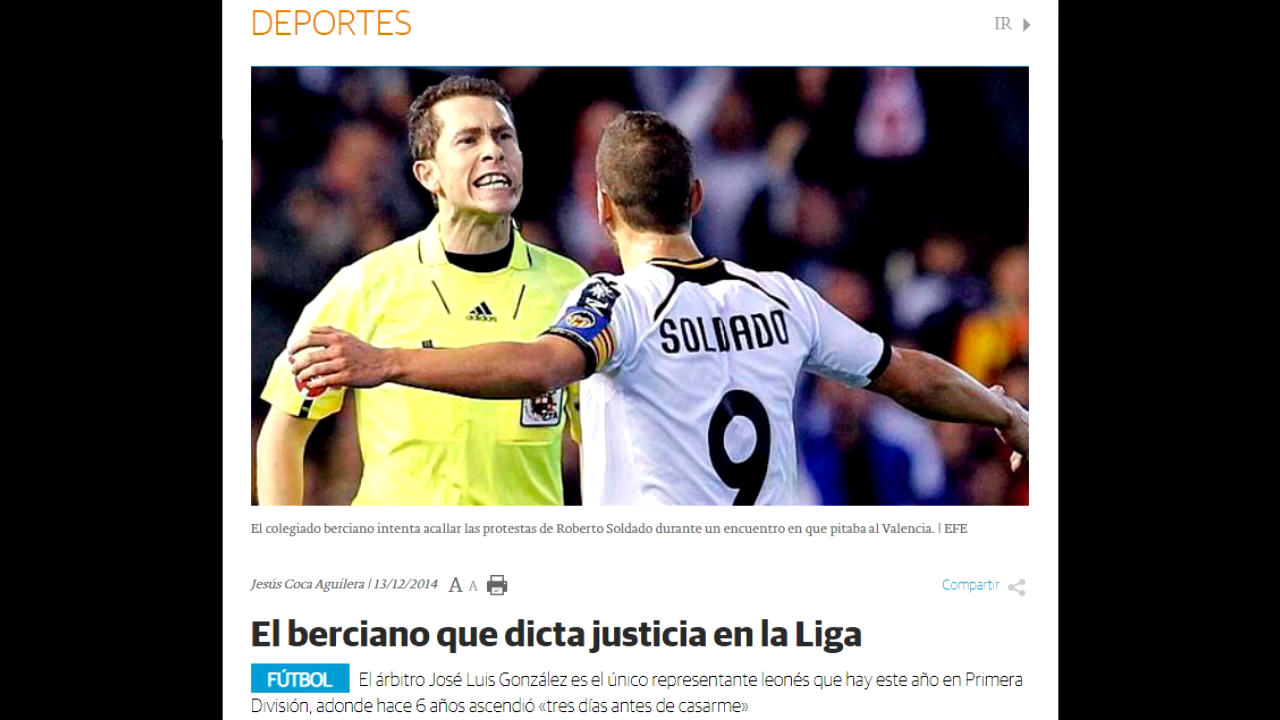 DEPORTES
IR
adidas
SOLDADO
9
El colegiado berciano intenta acallar las protestas de Roberto Soldado durante un encuentro en que pitaba al Valencia. | EFE
Jesús Coca Aguilera | 13/12/2014 A A
Compartir
El berciano que dicta justicia en la Liga
FÚTBOL El árbitro José Luis González es el único representante leonés que hay este año en Primera
División, adonde hace 6 años ascendió «tres días antes de casarme»